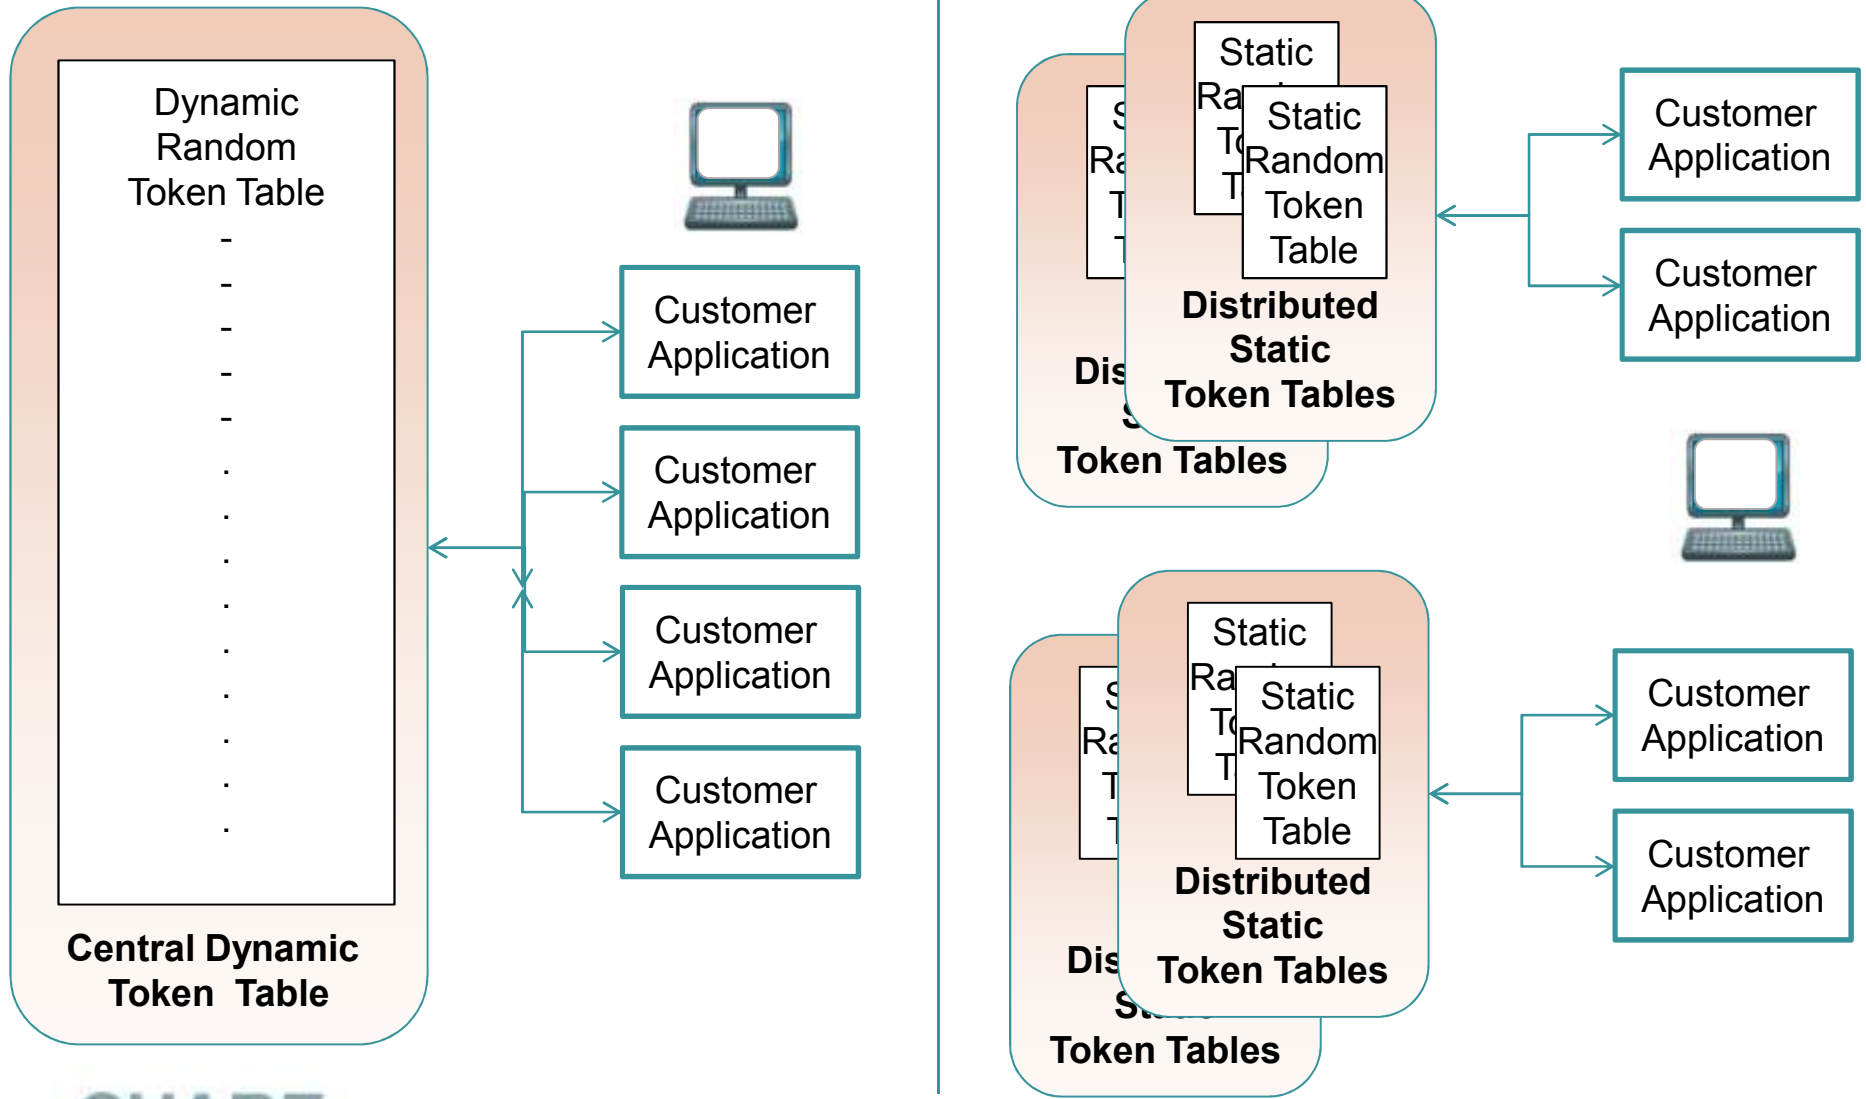 Dynamic
Random
Token Table
-
-
-
-
-
.
.
.
.
.
.
.
.
.
Central Dynamic
Token Table
Customer
Application
Customer
Application
Customer
Application
Customer
Application
Static
Static
Random
Token
Table
Distributed
Static
Token Tables
Token Tables
Customer
Application
Customer
Application
Static
Static
Random
Token
Table
Distributed
Static
Token Tables
Token Tables
Customer
Application
Customer
Application